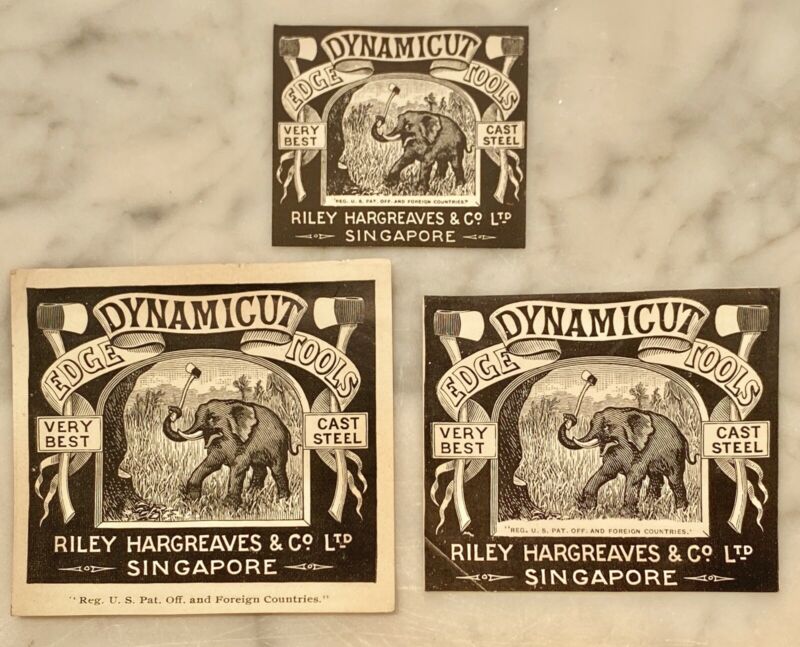 DYNAMICUT
EDGE TOOLS
VERY BEST
CAST STEEL
"REG. U. S. PAT. OFF. AND FOREIGN COUNTRIES."
RILEY HARGREAVES & Cº LTD
SINGAPORE
DYNAMICUT
EDGE TOOLS
VERY BEST
CAST STEEL
RILEY HARGREAVES & Cº LTD
SINGAPORE
"Reg. U. S. Pat. Off. and Foreign Countries."
DYNAMICUT
EDGE TOOLS
VERY BEST
CAST STEEL
"REG. U. S. PAT. OFF. AND FOREIGN COUNTRIES."
RILEY HARGREAVES & Cº LTD
SINGAPORE